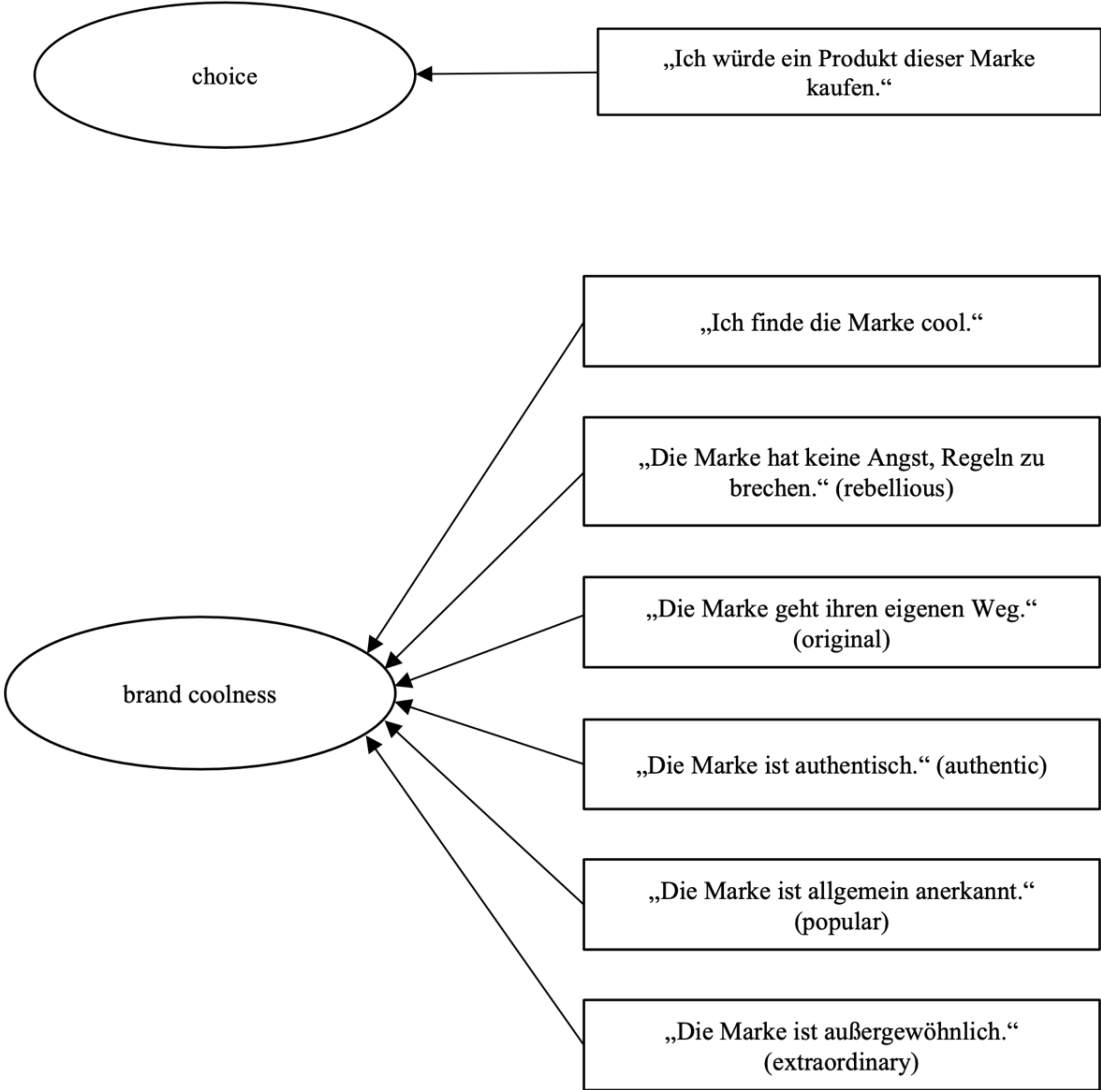 choice
„Ich würde ein Produkt dieser Marke
kaufen.“
„Ich finde die Marke cool.“
„Die Marke hat keine Angst, Regeln zu
brechen.“ (rebellious)
„Die Marke geht ihren eigenen Weg.“
(original)
brand coolness
„Die Marke ist authentisch.“ (authentic)
„Die Marke ist allgemein anerkannt.“
(popular)
„Die Marke ist außergewöhnlich.“
(extraordinary)